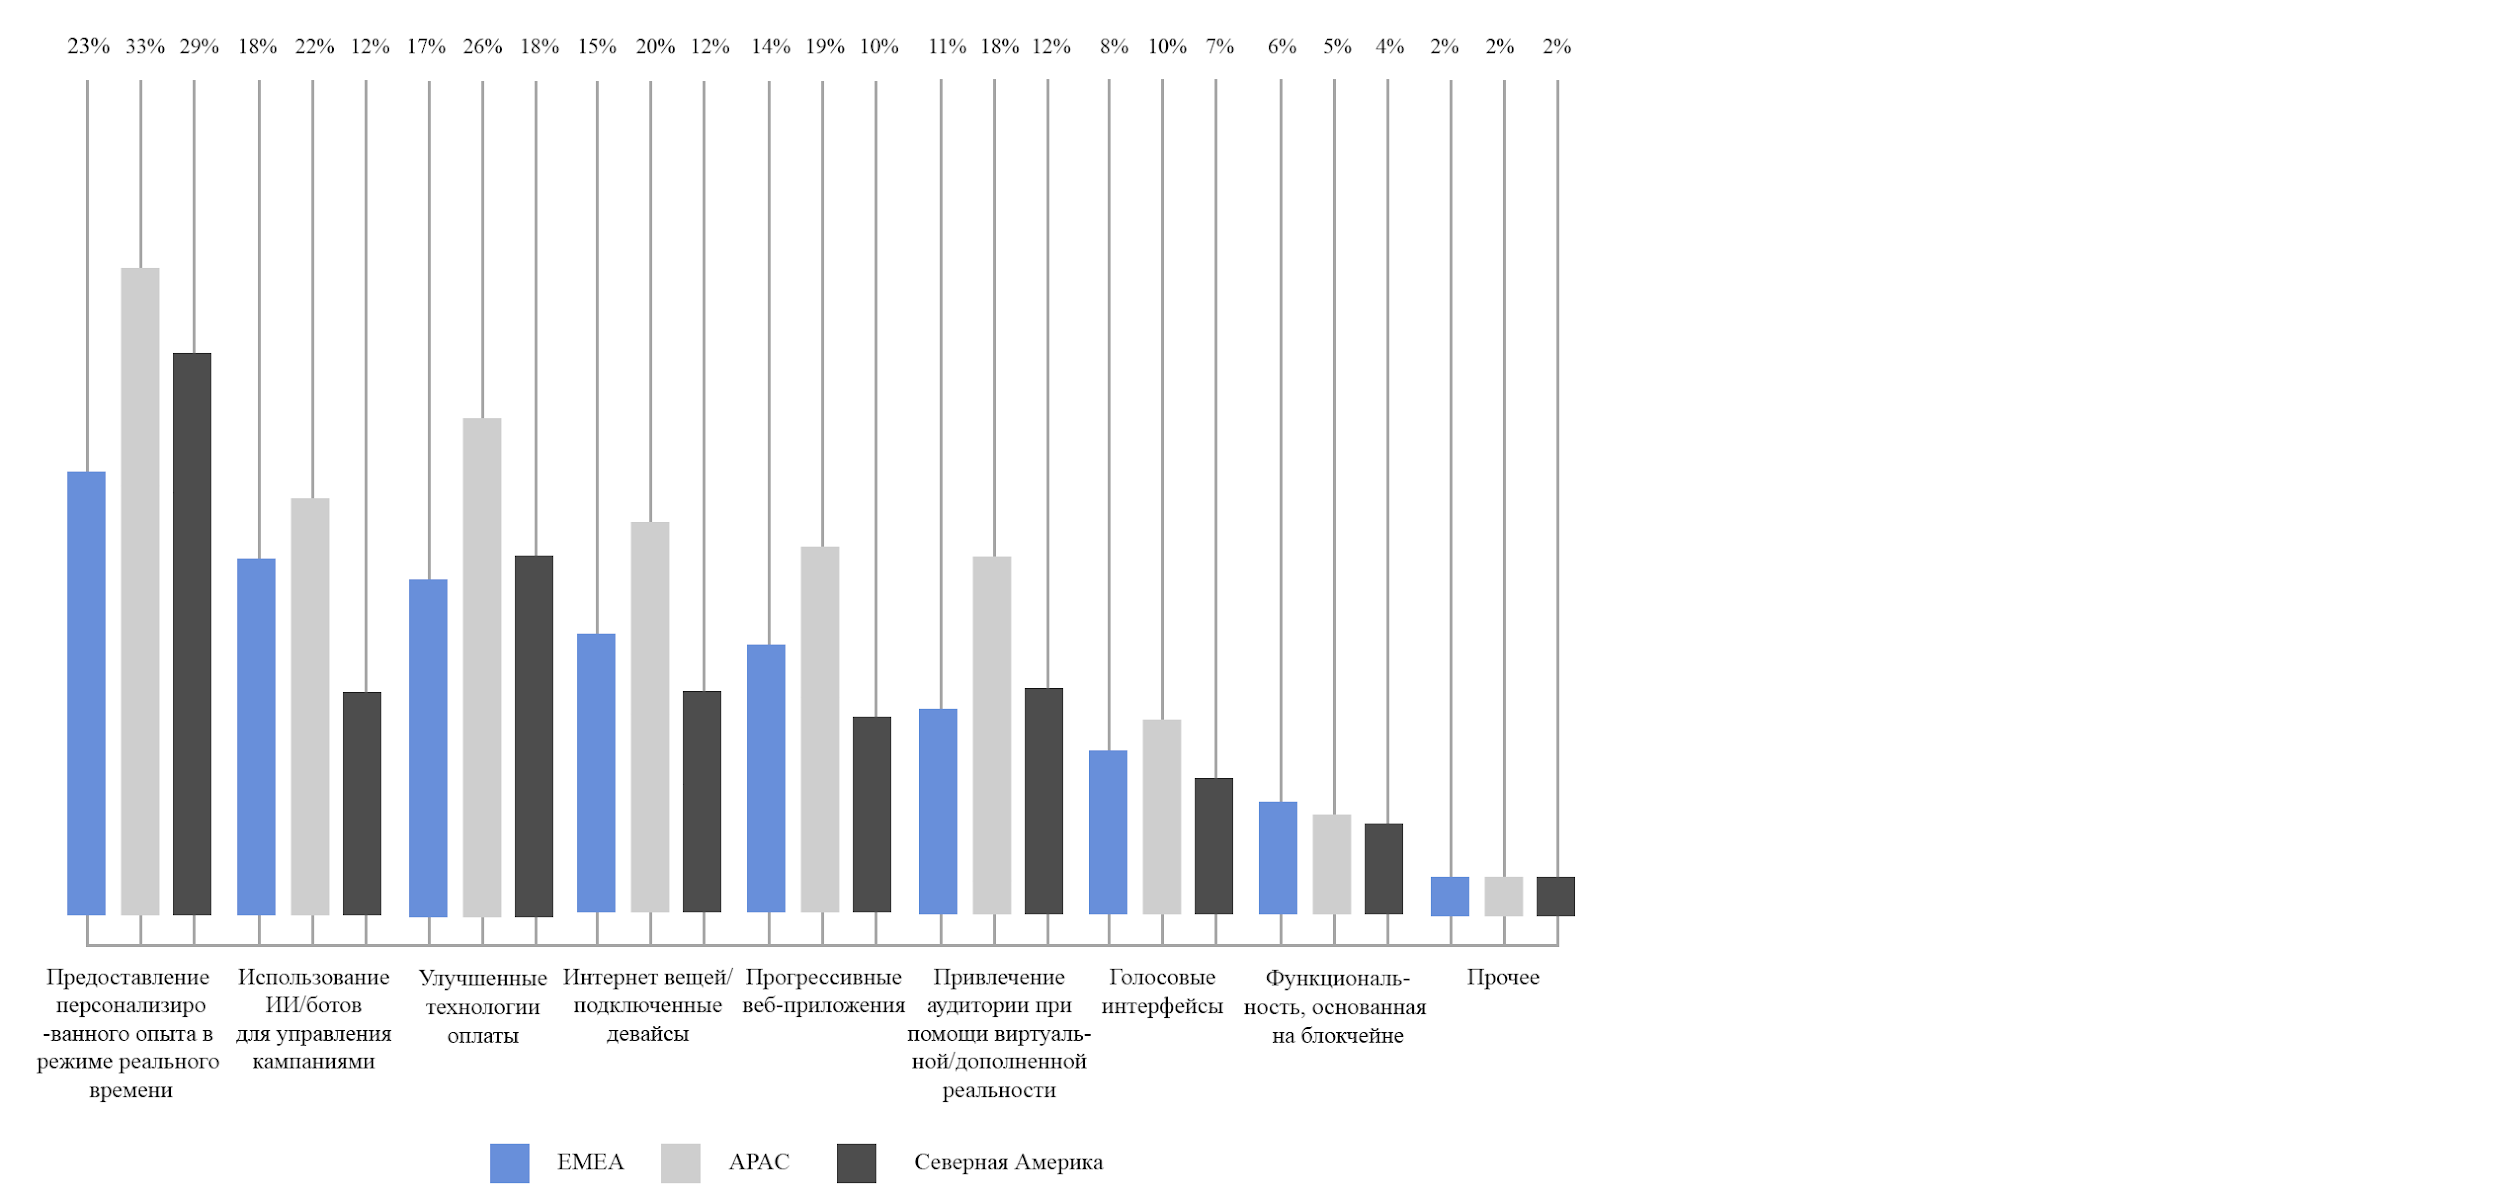 23% 33% 29% 18% 22% 12% 17% 26% 18% 15% 20% 12% 14% 19% 10% 11% 18% 12% 8% 10% 7% 6% 5% 4% 2% 2% 2%
Предоставление
персонализиро
-ванного опыта в
режиме реального
времени
Использование
ИИ/ботов
для управления
кампаниями
Улучшенные
технологии
оплаты
Интернет вещей/
подключенные
девайсы
Прогрессивные
веб-приложения
Привлечение
аудитории при
помощи виртуаль-
ной/дополненной
реальности
Голосовые
интерфейсы
Функциональ-
ность, основанная
на блокчейне
Прочее
EMEA
APAC
Северная Америка